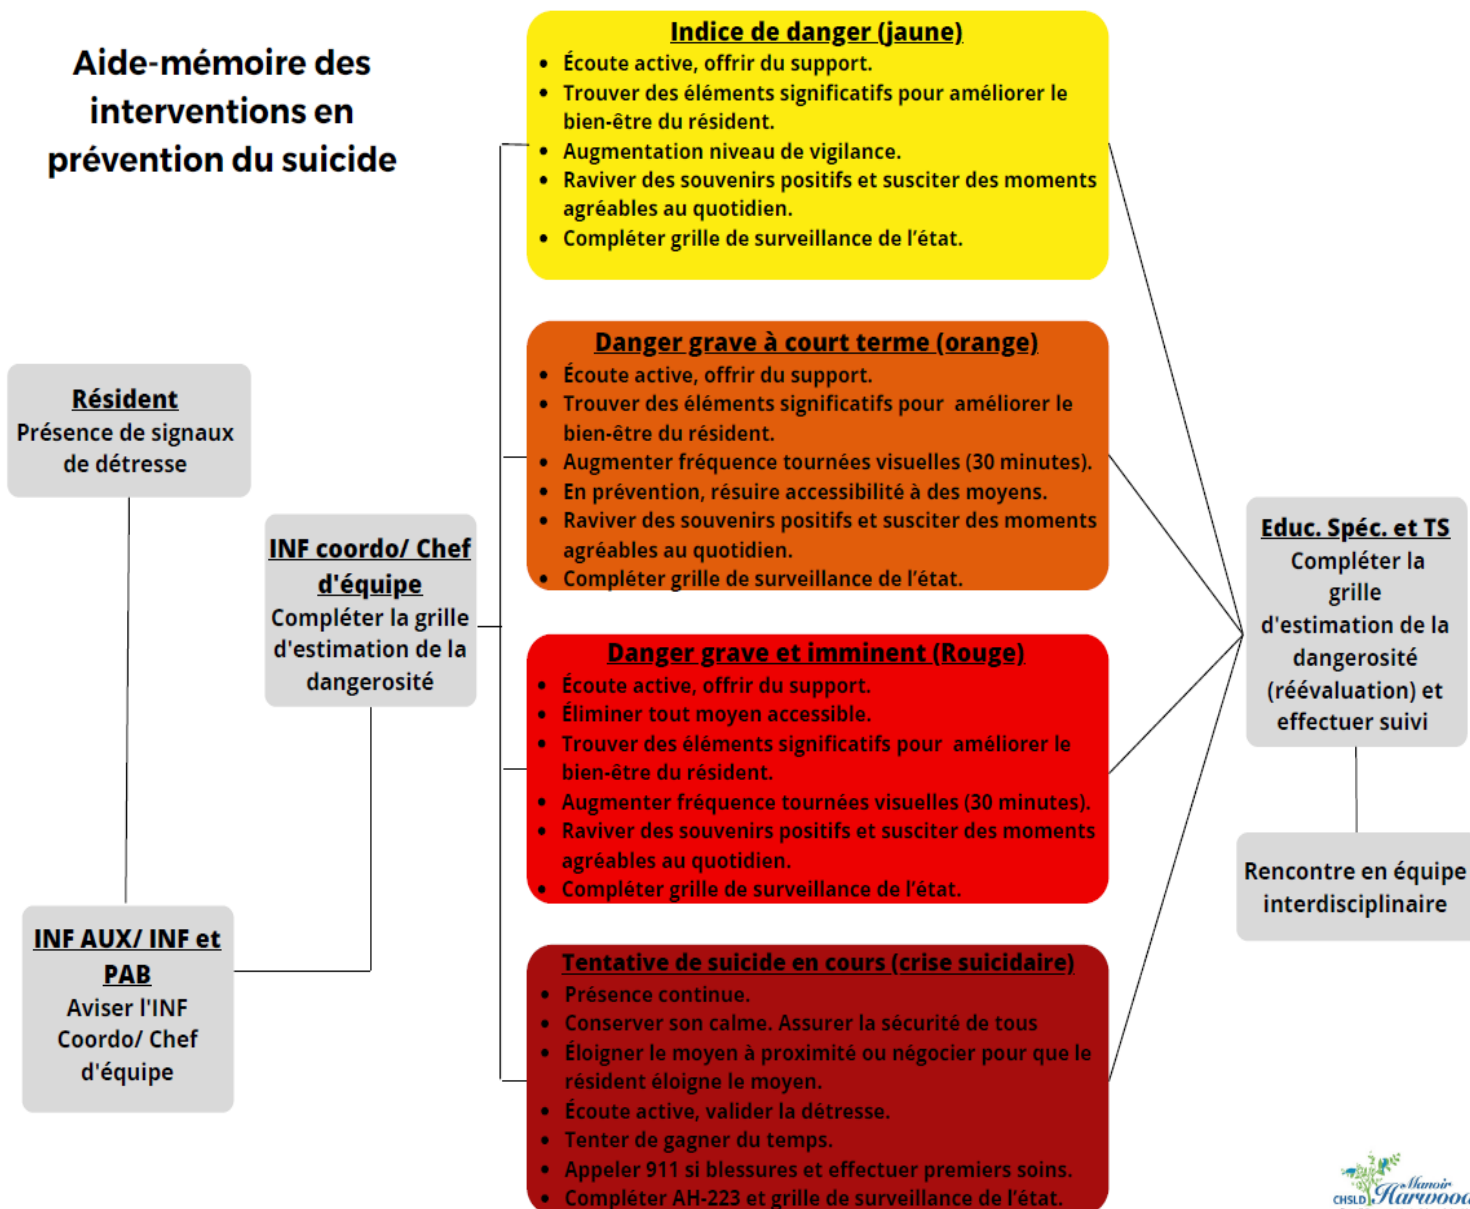 Aide-mémoire des
interventions en
prévention du suicide
Résident
Présence de signaux
de détresse
INF AUX/ INF et
PAB
Aviser l'INF
Coordo/ Chef
d'équipe
INF coordo/ Chef
d'équipe
Compléter la grille
d'estimation de la
dangerosité
Indice de danger (jaune)
• Écoute active, offrir du support.
• Trouver des éléments significatifs pour améliorer le
bien-être du résident.
• Augmentation niveau de vigilance.
• Raviver des souvenirs positifs et susciter des moments
agréables au quotidien.
• Compléter grille de surveillance de l’état.
Danger grave à court terme (orange)
• Écoute active, offrir du support.
• Trouver des éléments significatifs pour améliorer le
bien-être du résident.
• Augmenter fréquence tournées visuelles (30 minutes).
• En prévention, résuire accessibilité à des moyens.
• Raviver des souvenirs positifs et susciter des moments
agréables au quotidien.
• Compléter grille de surveillance de l’état.
Danger grave et imminent (Rouge)
• Écoute active, offrir du support.
• Éliminer tout moyen accessible.
• Trouver des éléments significatifs pour améliorer le
bien-être du résident.
• Augmenter fréquence tournées visuelles (30 minutes).
• Raviver des souvenirs positifs et susciter des moments
agréables au quotidien.
• Compléter grille de surveillance de l’état.
Tentative de suicide en cours (crise suicidaire)
• Présence continue.
• Conserver son calme. Assurer la sécurité de tous
• Éloigner le moyen à proximité ou négocier pour que le
résident éloigne le moyen.
• Écoute active, valider la détresse.
• Tenter de gagner du temps.
• Appeler 911 si blessures et effectuer premiers soins.
• Compléter AH-223 et grille de surveillance de l’état.
Educ. Spéc. et TS
Compléter la
grille
d'estimation de la
dangerosité
(réévaluation) et
effectuer suivi
Rencontre en équipe
interdisciplinaire
Manoir
CHSLD Harwood